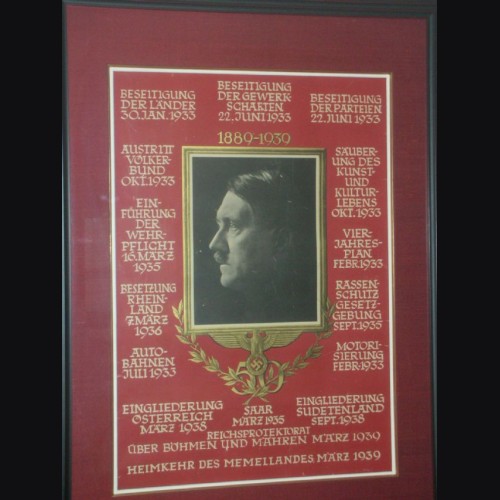 BESEITIGUNG
DER LÄNDER
30. JAN. 1933
BESEITIGUNG
DER GEWERK-
SCHAFTEN
22. JUNI 1933
BESEITIGUNG
DER PARTEIEN
22. JUNI 1933
1889-1939
AUSTRITT
VÖLKER-
BUND
OKT. 1933
SÄUBER-
UNG DES
KUNST-
UND
KULTUR-
LEBENS
OKT. 1933
EIN-
FÜHRUNG
DER
WEHR-
PFLICHT
16. MÄRZ
1935
VIER-
JAHRES-
PLAN
FEBR. 1933
BESETZUNG
RHEIN-
LAND
7. MÄRZ
1936
RASSEN-
SCHUTZ
GESETZ-
GEBUNG
SEPT. 1935
AUTO-
BAHNEN
JULI 1933
MOTORI-
SIERUNG
FEBR. 1933
EINGLIEDERUNG
ÖSTERREICH
MÄRZ 1938
SAAR
MÄRZ 1935
EINGLIEDERUNG
SUDETENLAND
SEPT. 1938
REICHSPROTEKTORAT
ÜBER BÖHMEN UND MÄHREN MÄRZ 1939
HEIMKEHR DES MEMELLANDES MÄRZ 1939